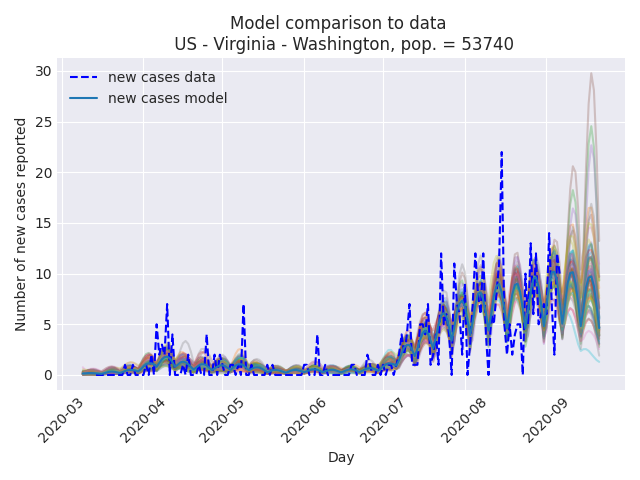 Model comparison to data
US - Virginia - Washington, pop. = 53740
new cases data
new cases model
Number of new cases reported
30
25
20
15
10
5
0
2020-03
2020-04
2020-05
2020-06
2020-07
2020-08
2020-09
Day